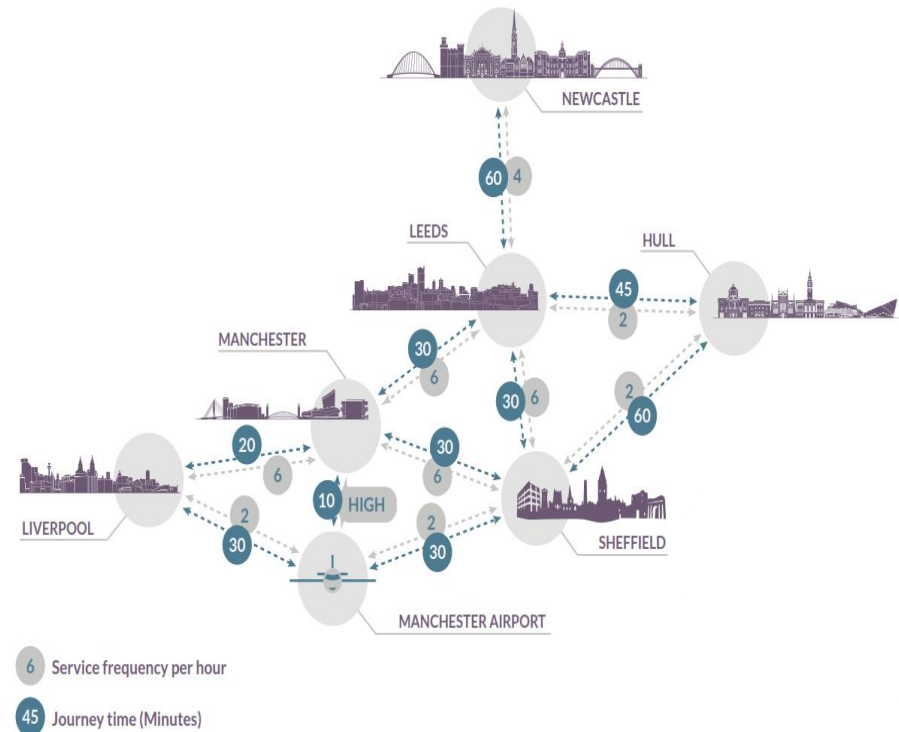 NEWCASTLE
60
4
LEEDS
HULL
45
2
MANCHESTER
30
6
30
6
2
60
20
6
30
6
10
HIGH
2
30
2
30
LIVERPOOL
SHEFFIELD
MANCHESTER AIRPORT
6 Service frequency per hour
45 Journey time (Minutes)